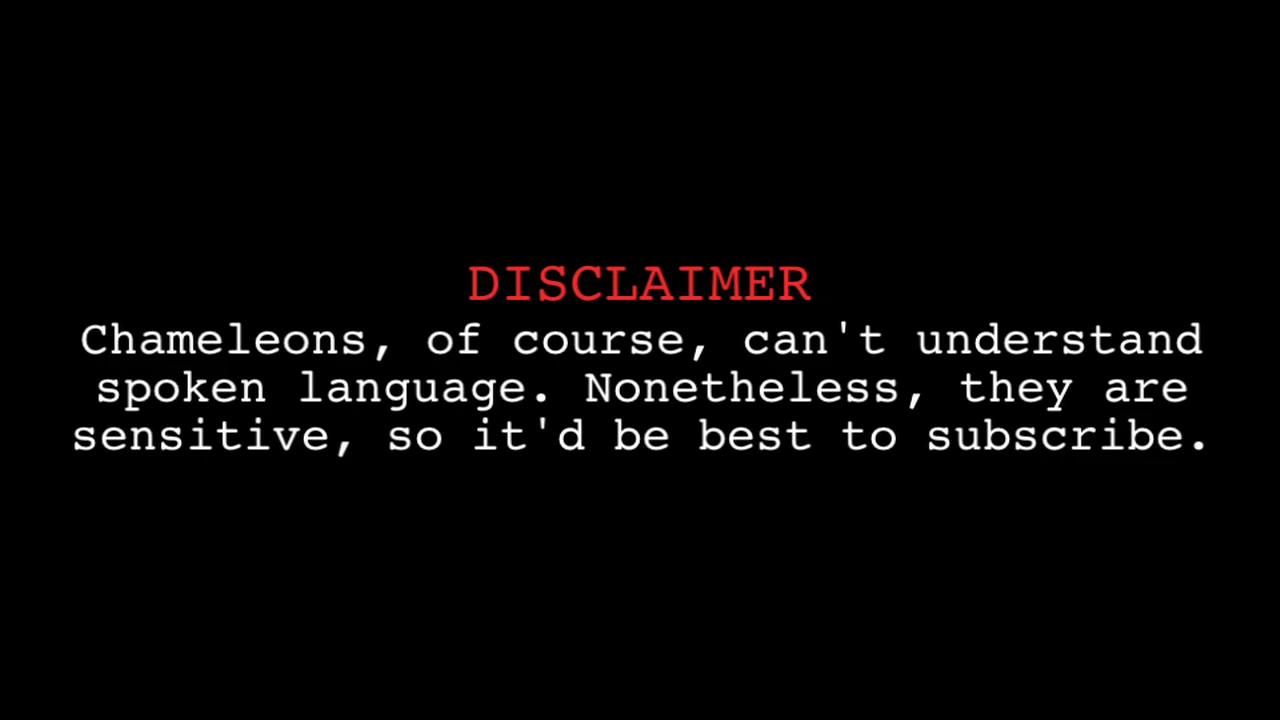 DISCLAIMER
Chameleons, of course, can't understand
spoken language. Nonetheless, they are
sensitive, so it'd be best to subscribe.